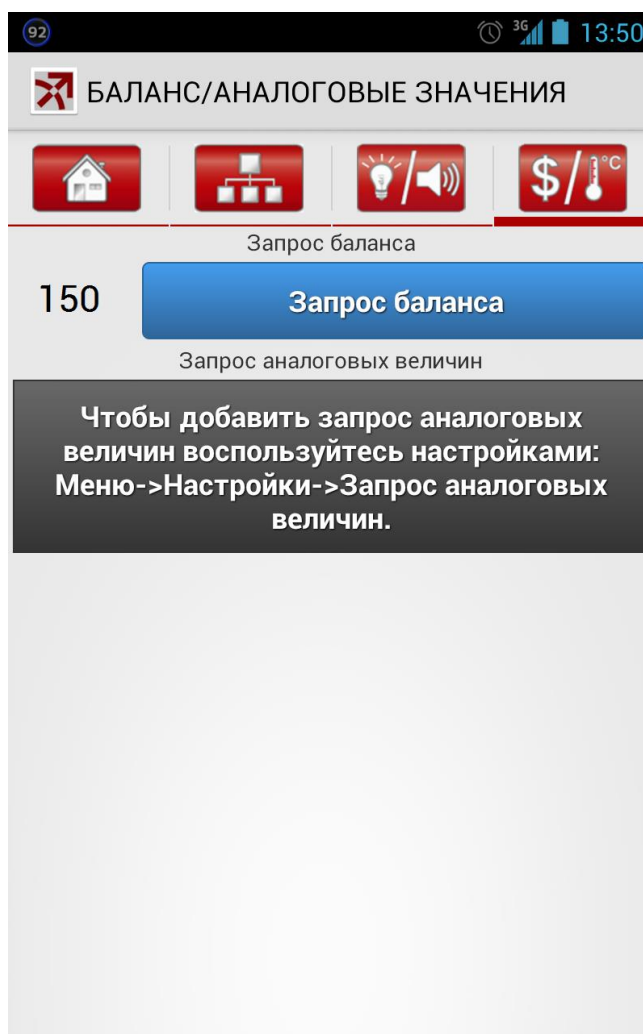 92
3G
13:50
БАЛАНС/АНАЛОГОВЫЕ ЗНАЧЕНИЯ
$/°C
Запрос баланса
150
Запрос баланса
Запрос аналоговых величин
Чтобы добавить запрос аналоговых
величин воспользуйтесь настройками:
Меню->Настройки->Запрос аналоговых
величин.